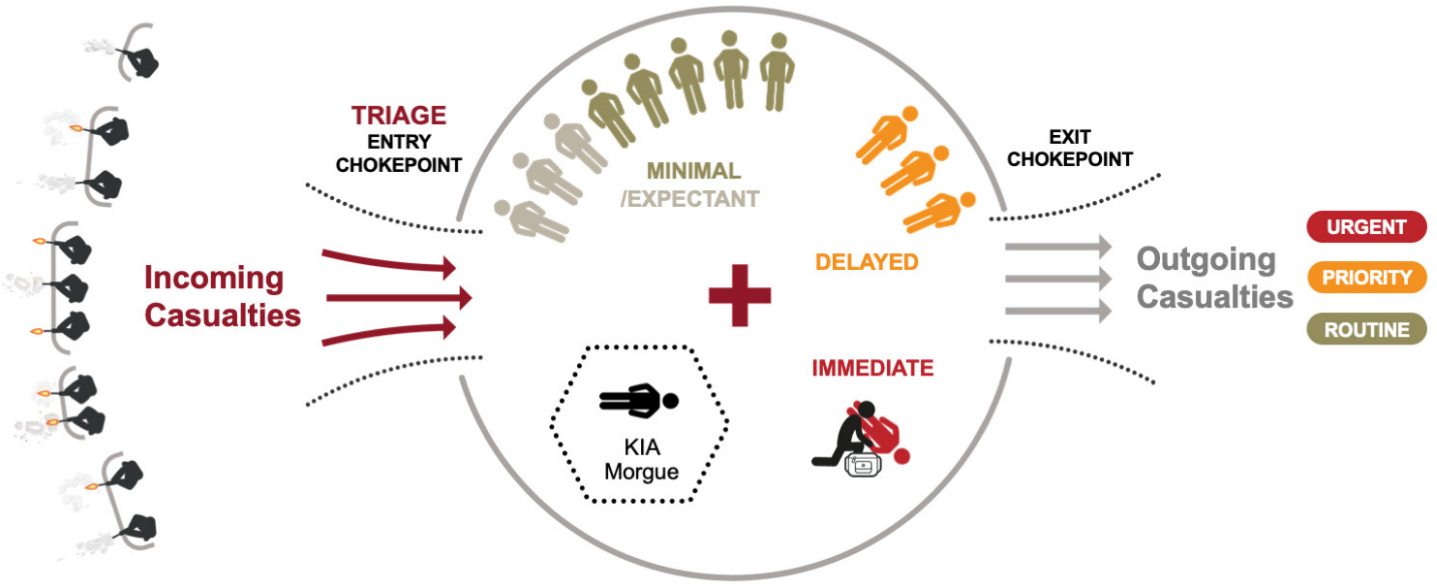 TRIAGE
ENTRY
CHOKEPOINT
Incoming
Casualties
MINIMAL
/EXPECTANT
DELAYED
IMMEDIATE
KIA
Morgue
EXIT
CHOKEPOINT
Outgoing
Casualties
URGENT
PRIORITY
ROUTINE